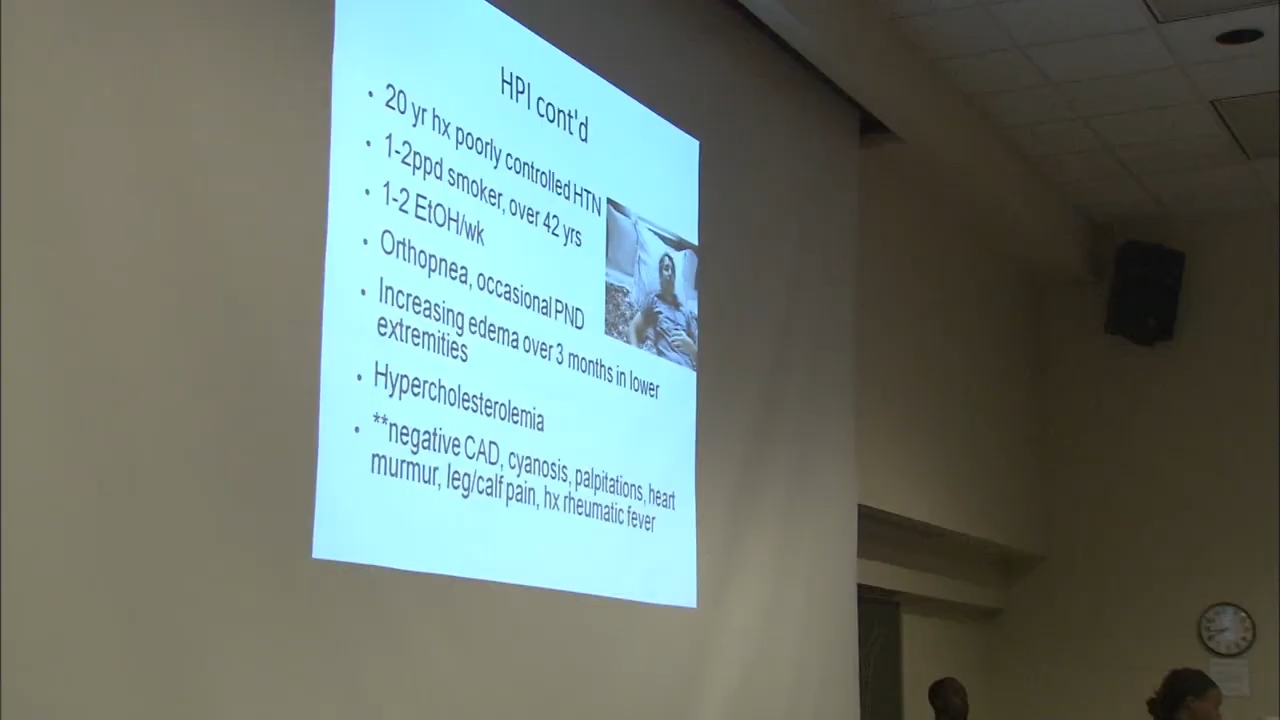 HPI cont'd
• 20 yr hx poorly controlled HTN
• 1-2ppd smoker, over 42 yrs
• 1-2 EtOH/wk
• Orthopnea, occasional PND
• Increasing edema over 3 months in lower
extremities
• Hypercholesterolemia
• **negative CAD, cyanosis, palpitations, heart
murmur, leg/calf pain, hx rheumatic fever